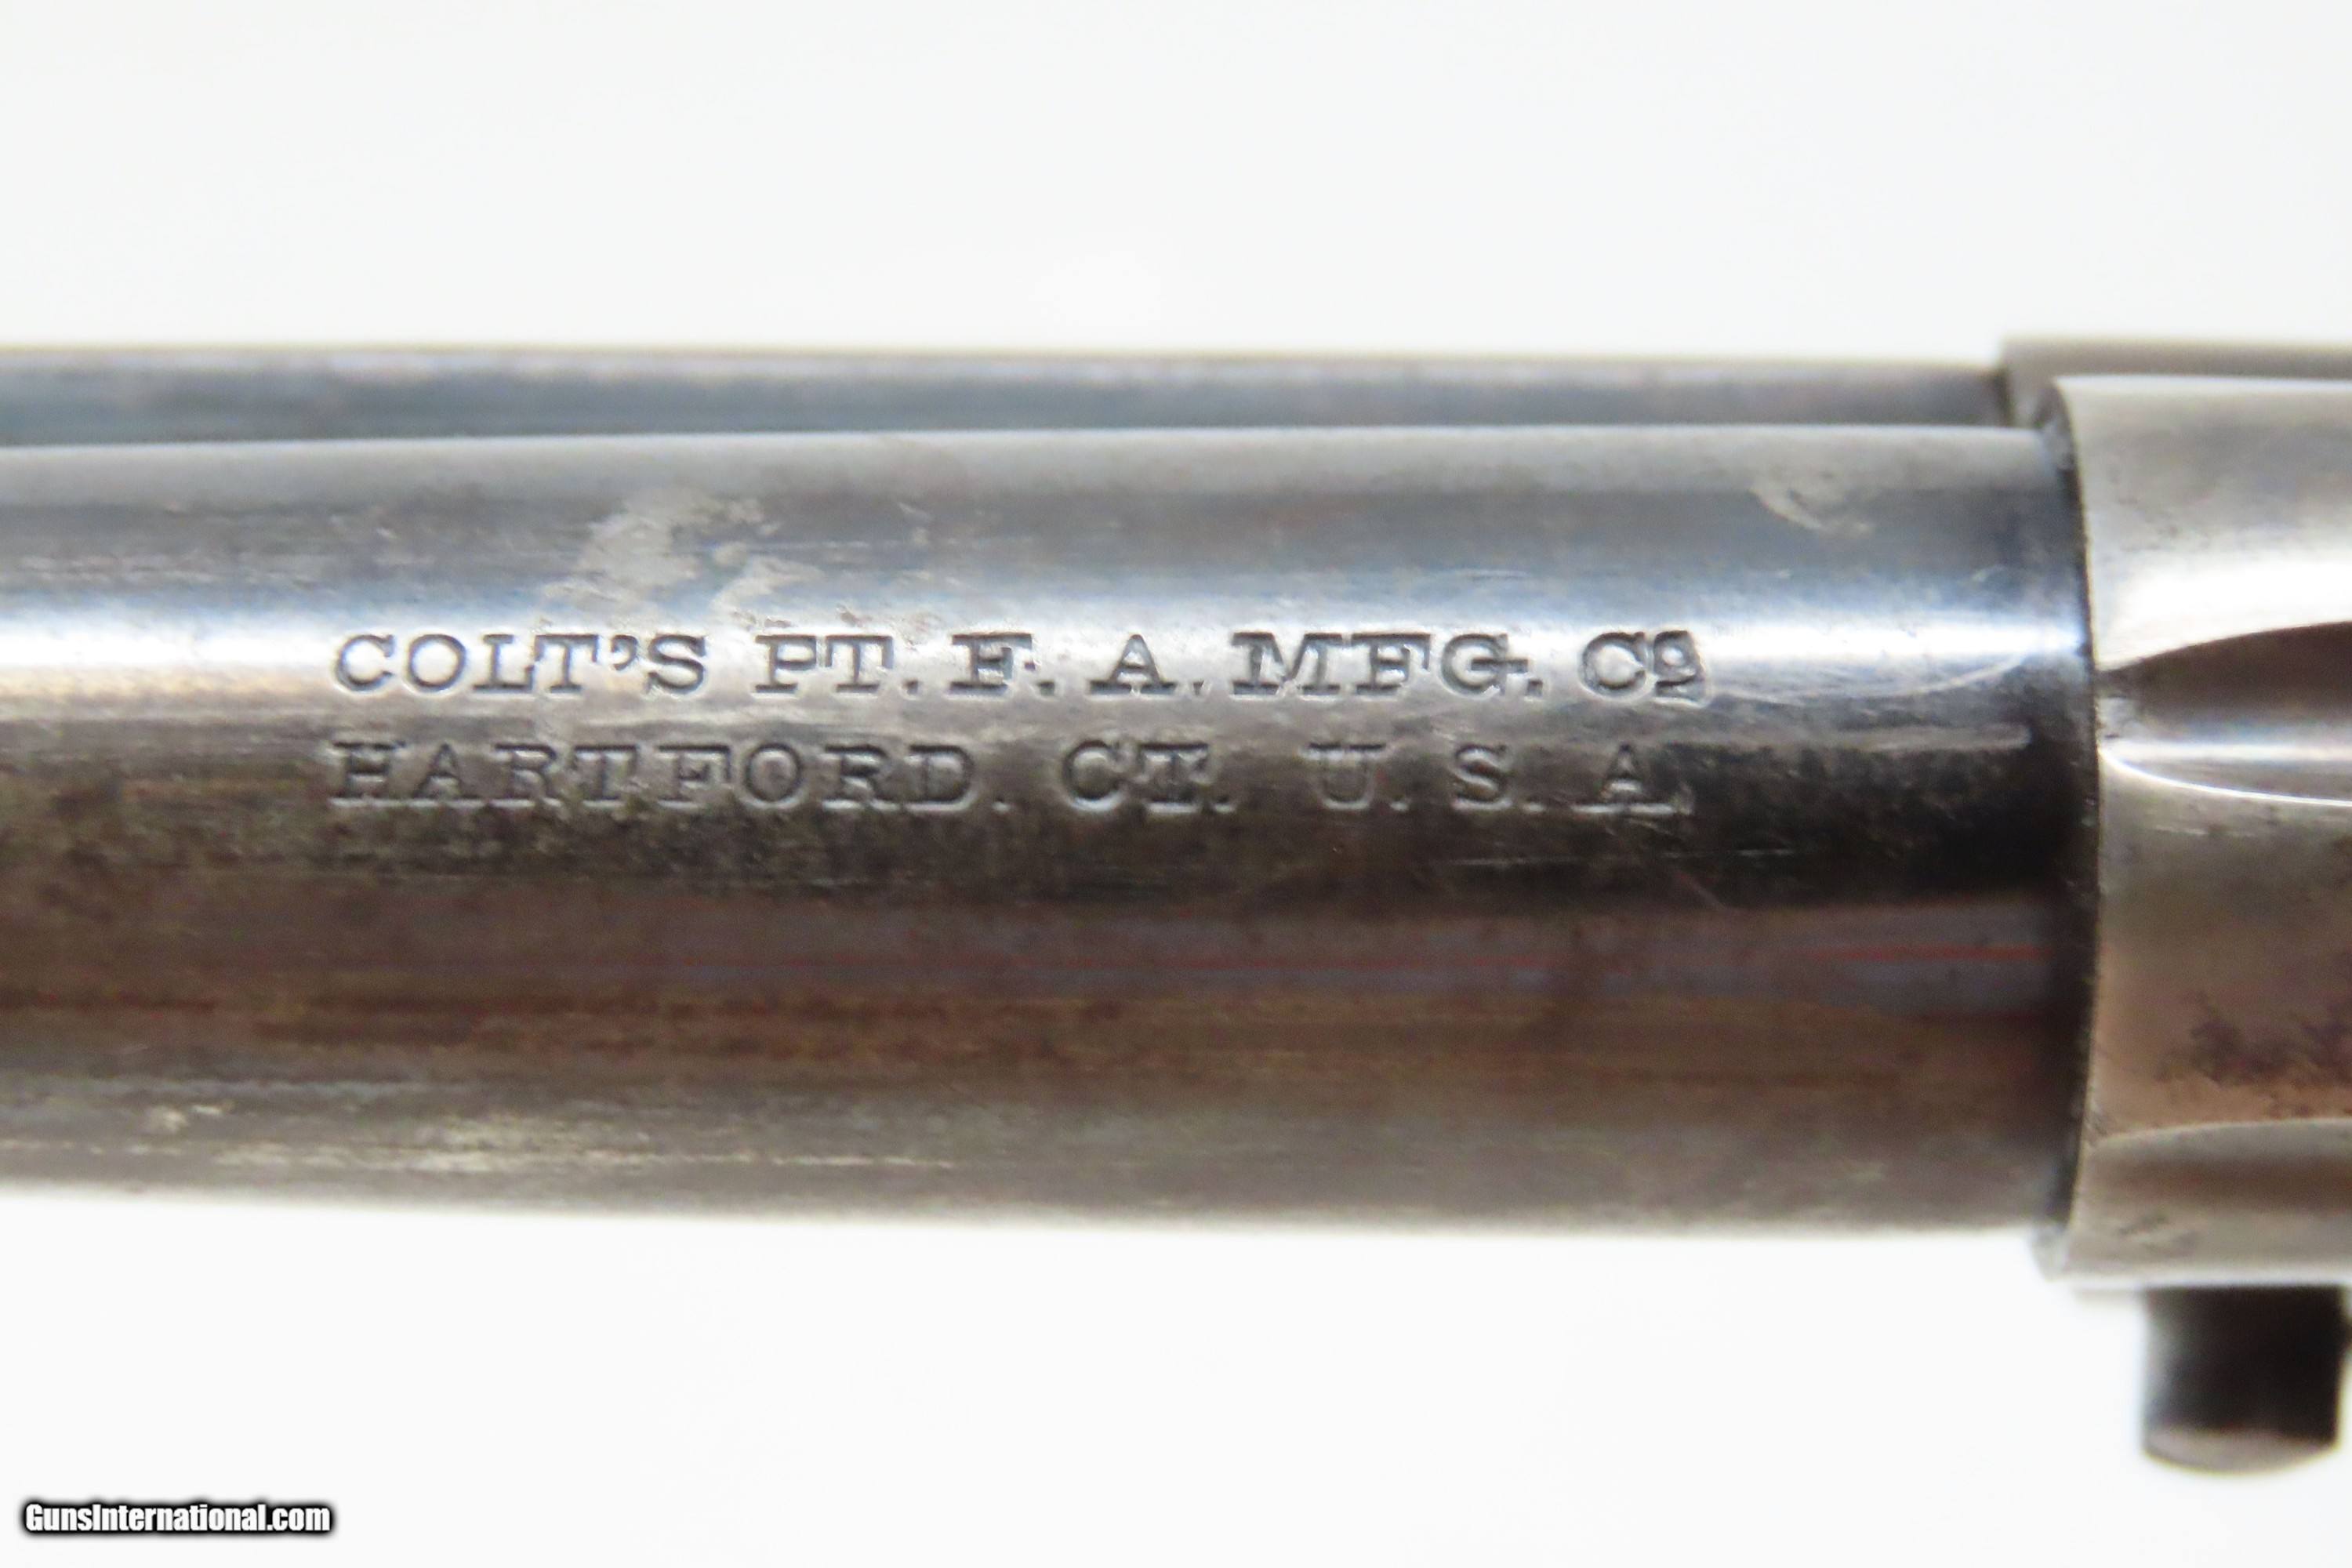 COLT'S PT. F. A. MFG. Cº
HARTFORD. CT. U. S. A.
GunsInternational.com